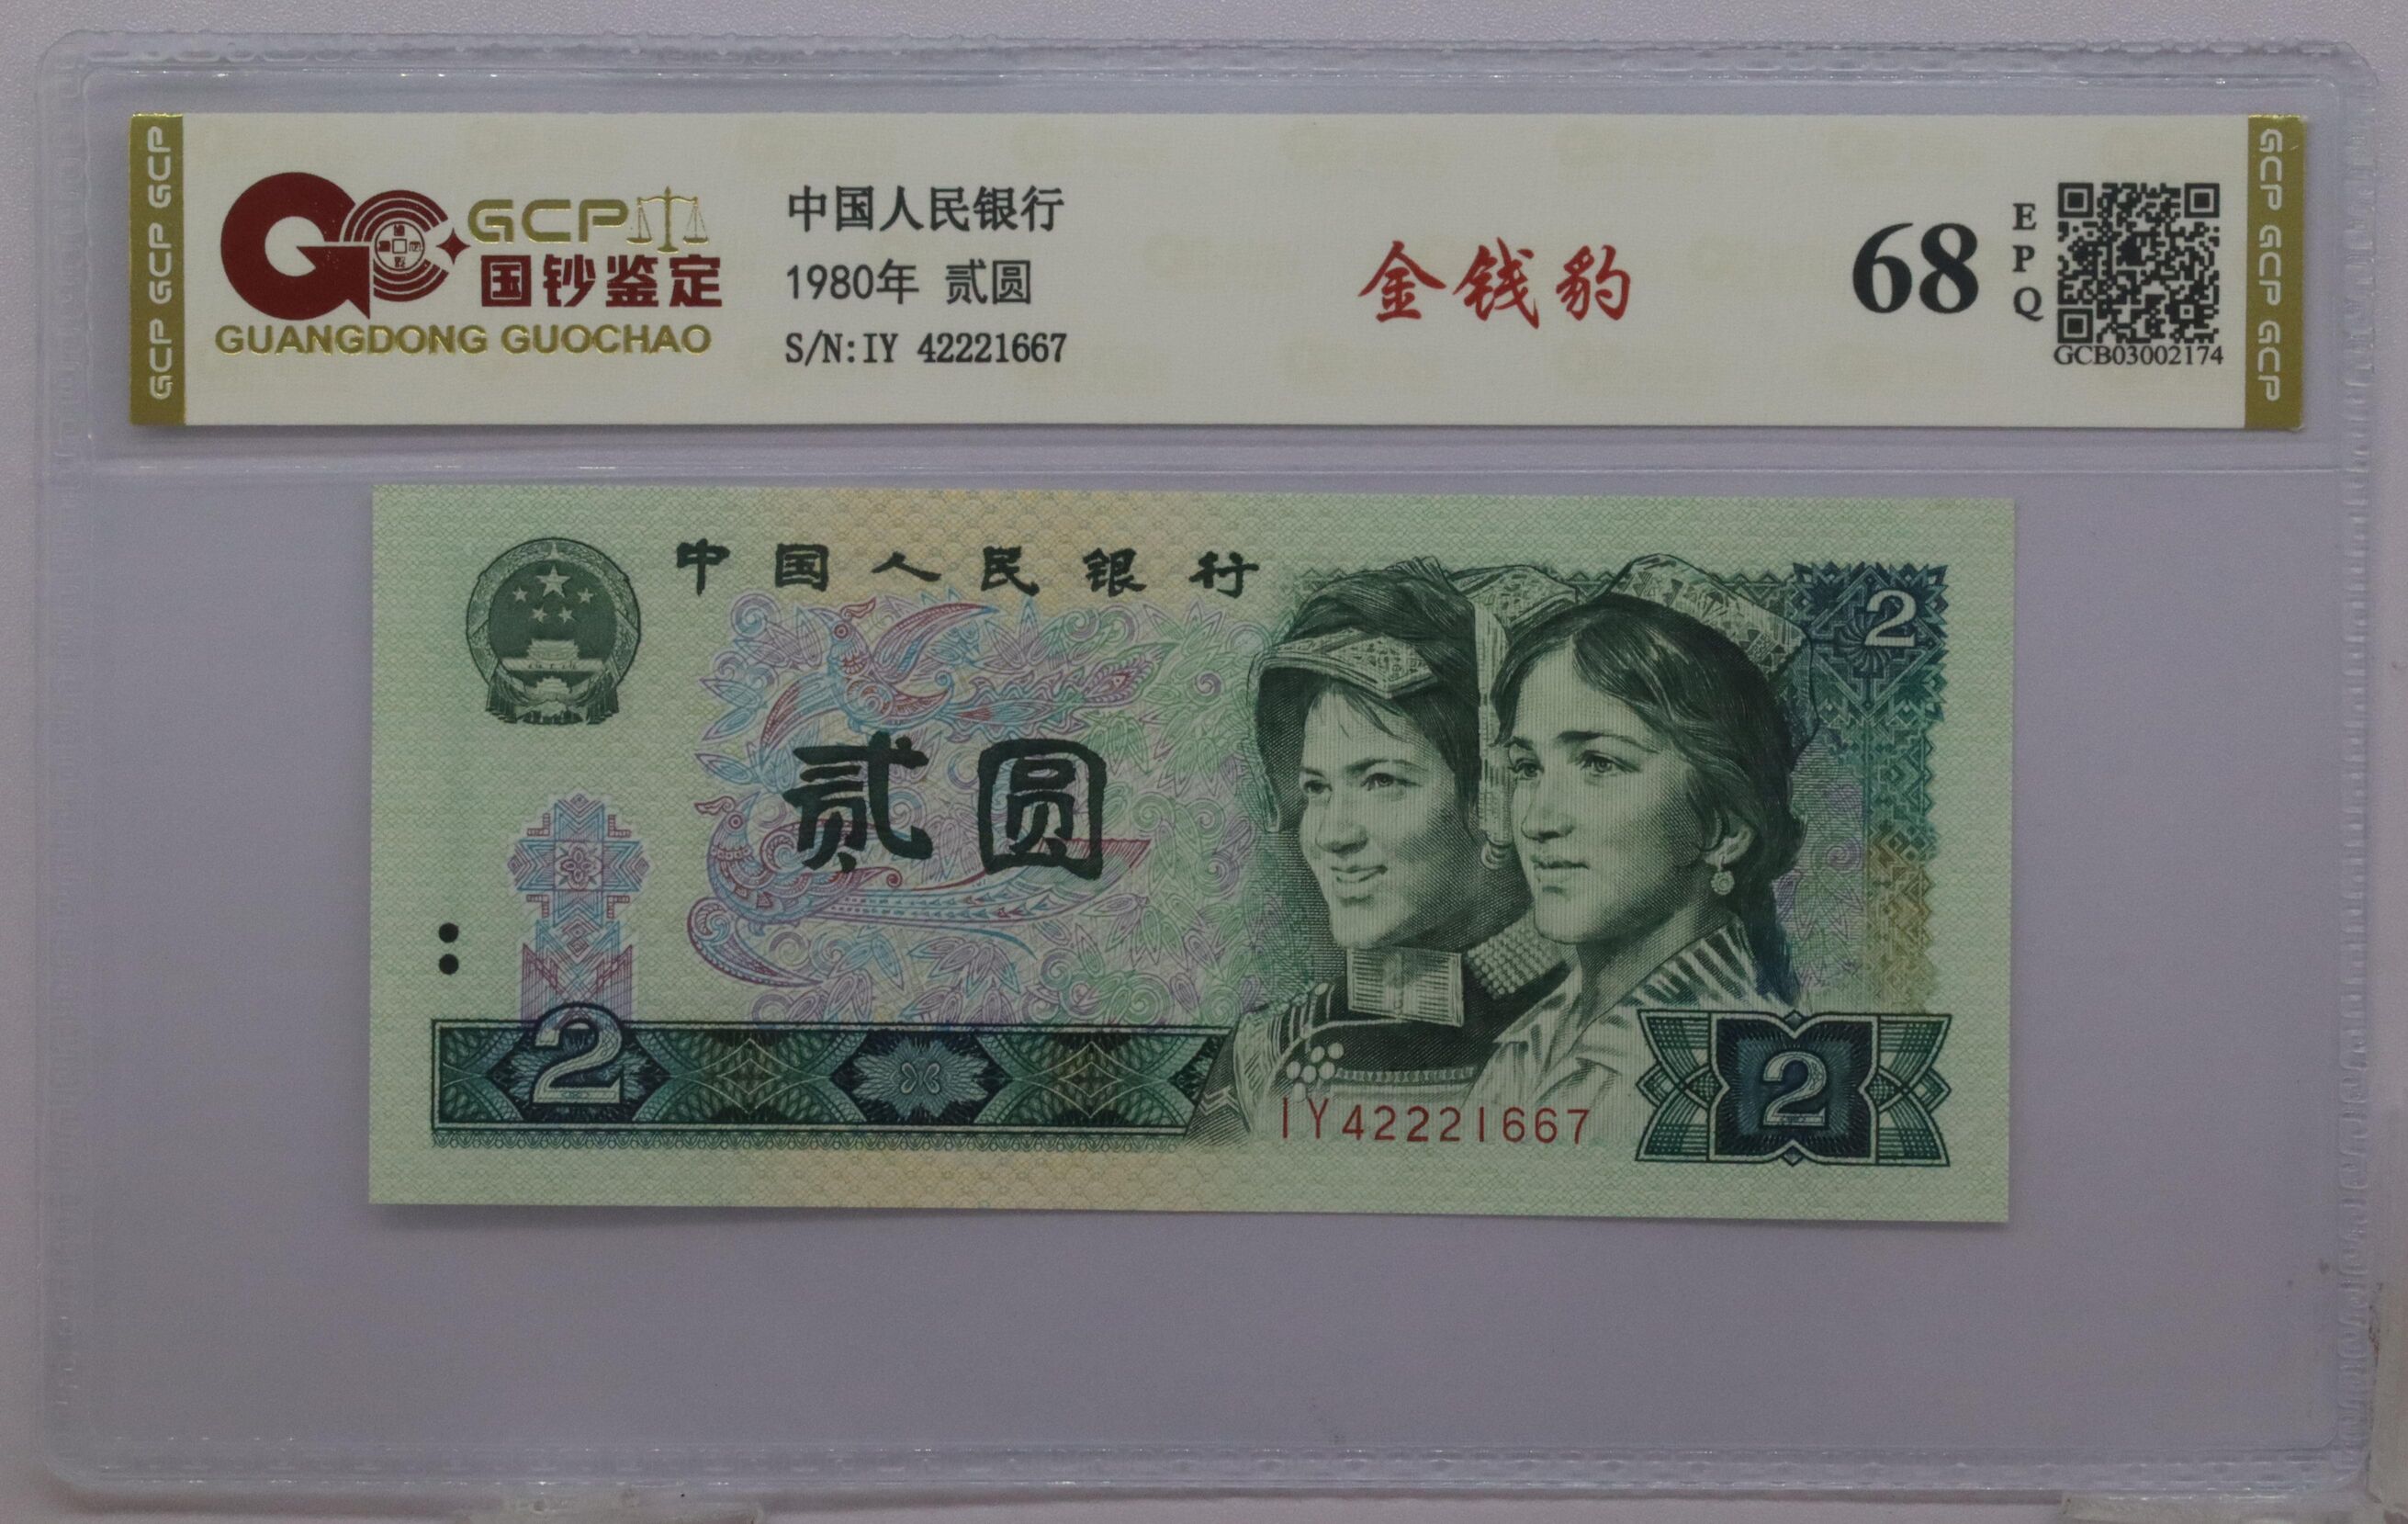 GCP GCP GCP
GCP
国钞鉴定
GUANGDONG GUOCHAO
中国人民银行
1980年 贰圆
S/N:IY 42221667
金钱豹
68
EPQ
GCB03002174
GCP GCP GCP
中国人民银行
2
贰圆
2
2
IY42221667